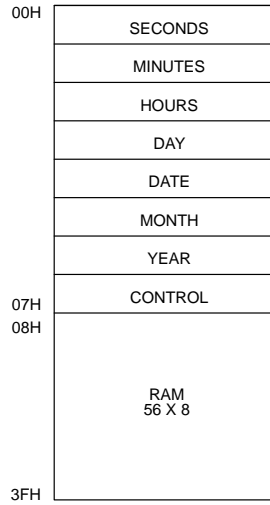 00H
SECONDS
MINUTES
HOURS
DAY
DATE
MONTH
YEAR
CONTROL
07H
08H
RAM
56 X 8
3FH